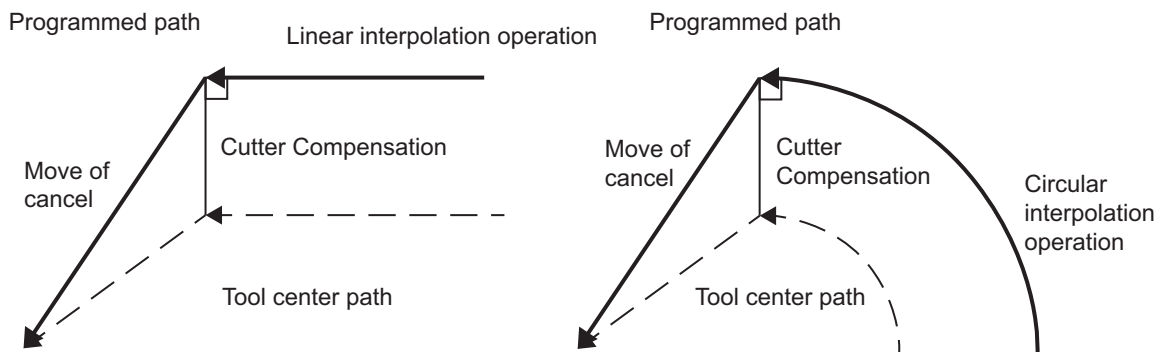 Programmed path
Linear interpolation operation
Cutter Compensation
Move of
cancel
Tool center path
Programmed path
Move of
cancel
Cutter
Compensation
Circular
interpolation
operation
Tool center path